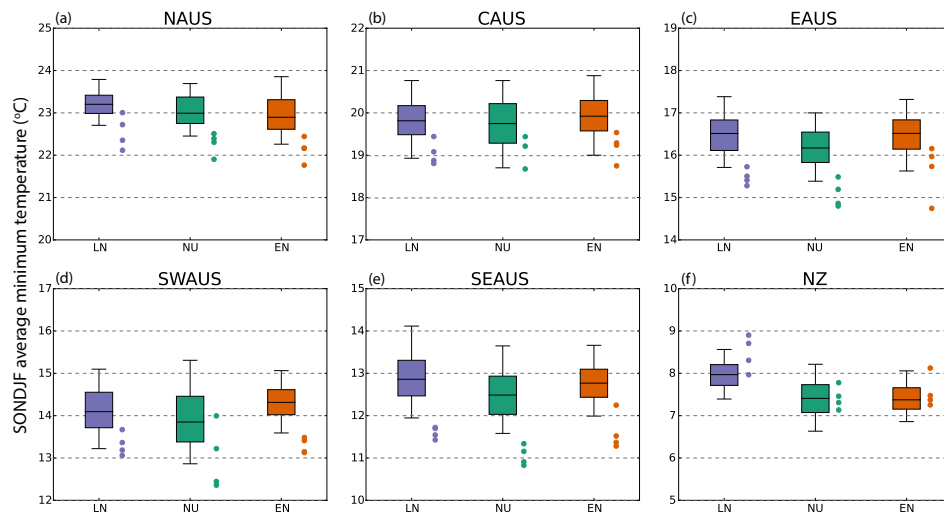 (a) NAUS
(b) CAUS
(c) EAUS
SONDJF average minimum temperature (°C)
25
24
23
22
21
20
LN NU EN
22
21
20
19
18
17
LN NU EN
19
18
17
16
15
14
LN NU EN
(d) SWAUS
(e) SEAUS
(f) NZ
17
16
15
14
13
12
LN NU EN
15
14
13
12
11
10
LN NU EN
10
9
8
7
6
5
LN NU EN